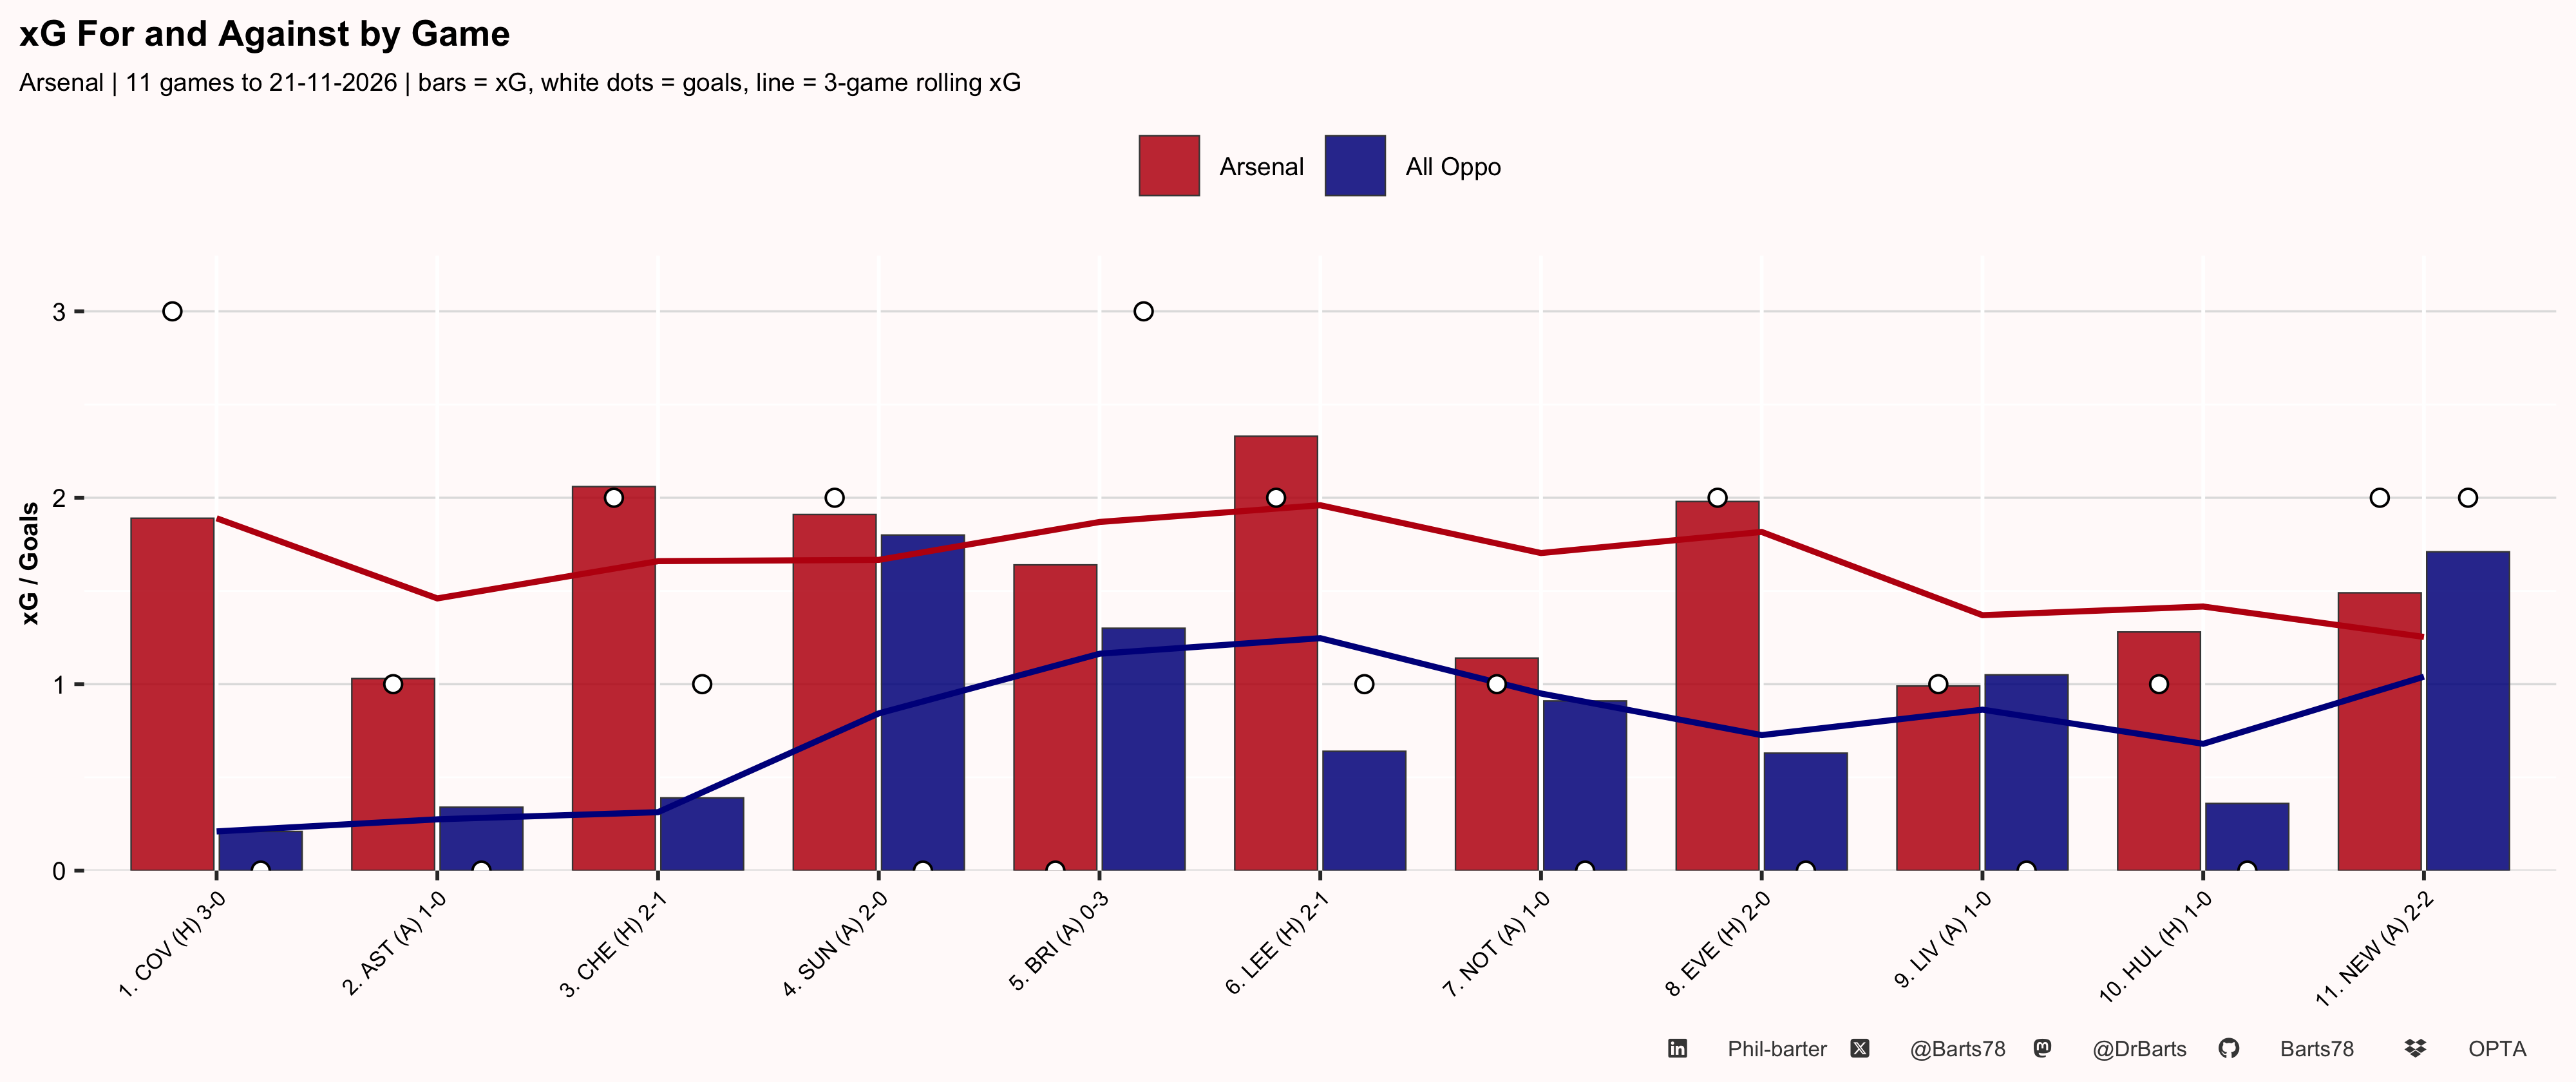 xG For and Against by Game
Arsenal | 11 games to 21-11-2026 | bars = xG, white dots = goals, line = 3-game rolling xG
Arsenal
All Oppo
xG / Goals
3
2
1
0
1. COV (H) 3-0
2. AST (A) 1-0
3. CHE (H) 2-1
4. SUN (A) 2-0
5. BRI (A) 0-3
6. LEE (H) 2-1
7. NOT (A) 1-0
8. EVE (H) 2-0
9. LIV (A) 1-0
10. HUL (H) 1-0
11. NEW (A) 2-2
Phil-barter @Barts78 @DrBarts Barts78 OPTA